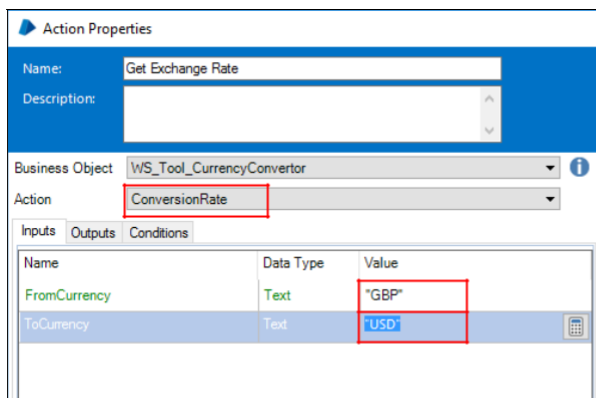 Action Properties
Name: Get Exchange Rate
Description:
Business Object WS_Tool_CurrencyConvertor
Action ConversionRate
Inputs Outputs Conditions
Name Data Type Value
FromCurrency Text "GBP"
ToCurrency Text "USD"